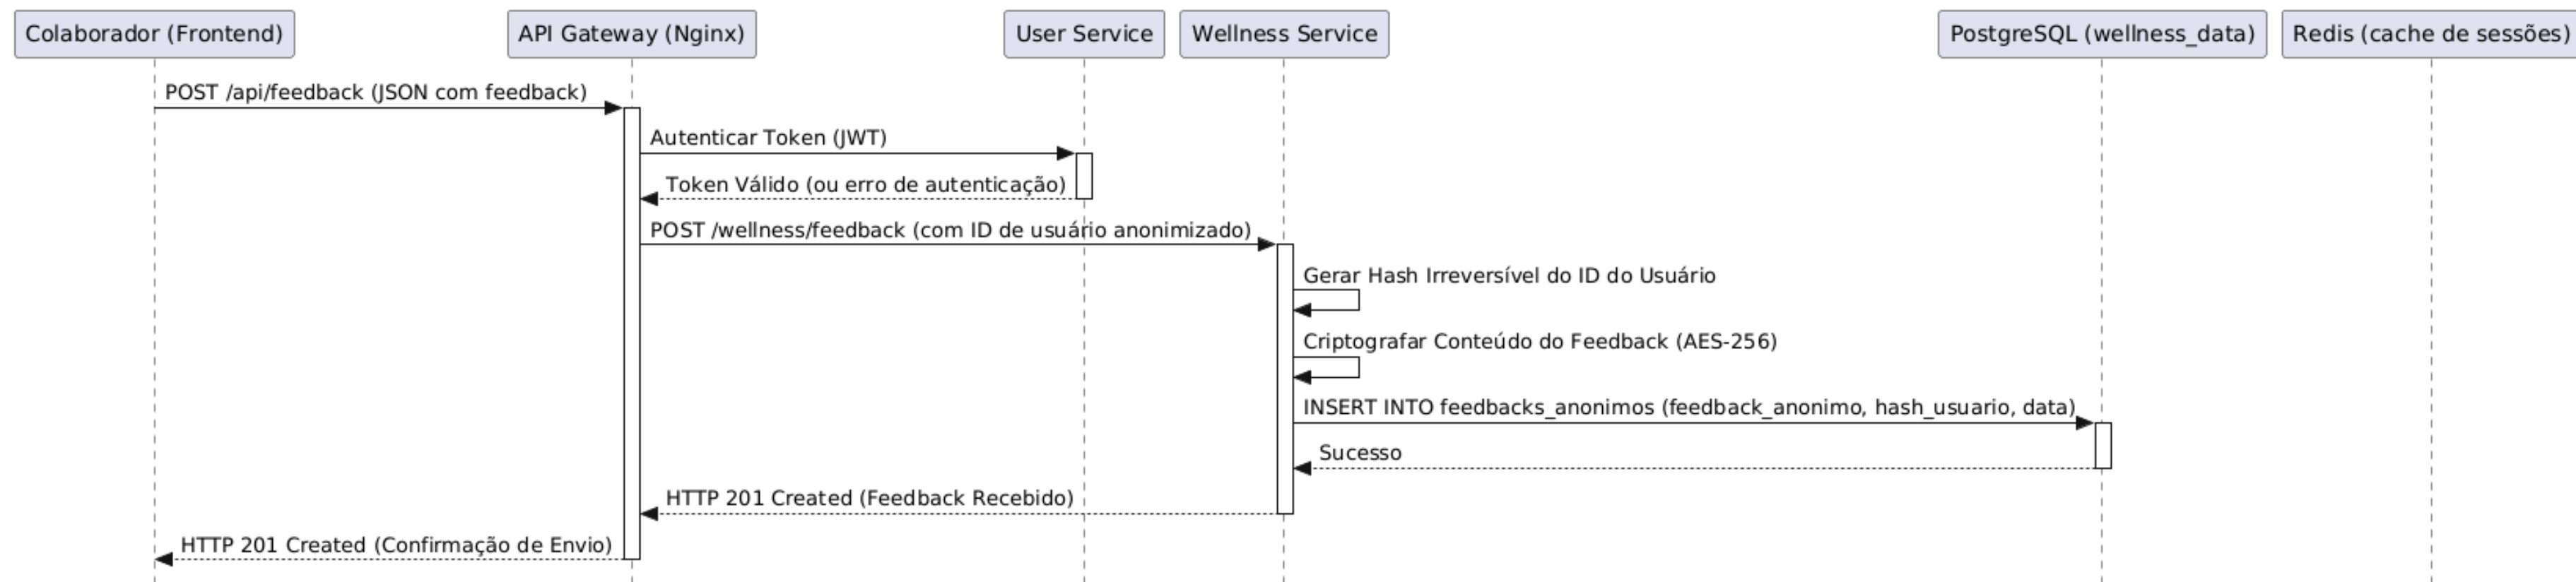 Colaborador (Frontend)
API Gateway (Nginx)
User Service
Wellness Service
PostgreSQL (wellness_data)
Redis (cache de sessões)
POST /api/feedback (JSON com feedback)
Autenticar Token (JWT)
Token Válido (ou erro de autenticação)
POST /wellness/feedback (com ID de usuário anonimizado)
Gerar Hash Irreversível do ID do Usuário
Criptografar Conteúdo do Feedback (AES-256)
INSERT INTO feedbacks_anonimos (feedback_anonimo, hash_usuario, data)
Sucesso
HTTP 201 Created (Feedback Recebido)
HTTP 201 Created (Confirmação de Envio)